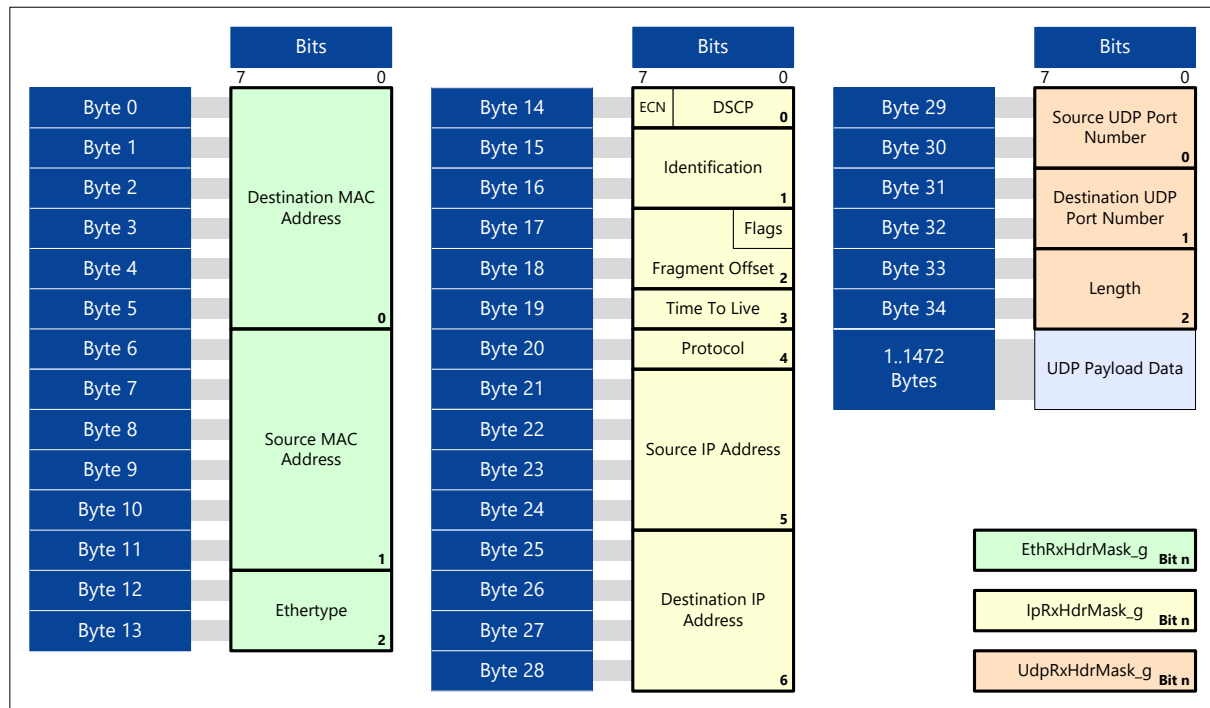 Bits
7 0
Byte 0
Byte 1
Byte 2
Byte 3
Byte 4
Byte 5
Byte 6
Byte 7
Byte 8
Byte 9
Byte 10
Byte 11
Byte 12
Byte 13
Destination MAC
Address
0
Source MAC
Address
1
Ethertype
2
Bits
7 0
Byte 14
Byte 15
Byte 16
Byte 17
Byte 18
Byte 19
Byte 20
Byte 21
Byte 22
Byte 23
Byte 24
Byte 25
Byte 26
Byte 27
Byte 28
ECN DSCP 0
Identification
1
Flags
Fragment Offset 2
Time To Live 3
Protocol 4
Source IP Address
5
Destination IP
Address
6
Bits
7 0
Byte 29
Byte 30
Byte 31
Byte 32
Byte 33
Byte 34
1..1472
Bytes
Source UDP Port
Number
0
Destination UDP
Port Number
1
Length
2
UDP Payload Data
EthRxHdrMask_g Bit n
IpRxHdrMask_g Bit n
UdpRxHdrMask_g Bit n